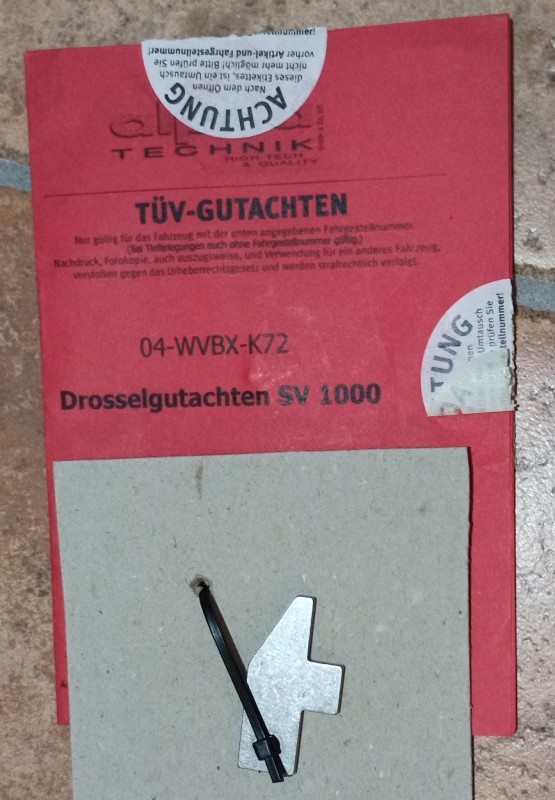 ACHTUNG
Nach dem Öffnen
dieses Etikettes, ist ein Umtausch
nicht mehr möglich! Bitte prüfen Sie
vorher Artikel-und Fahrgestellnummer!
TECHNIK
HIGH-TECH
& QUALITY
TÜV-GUTACHTEN
Nur gültig für das Fahrzeug mit der unten angegebenen Fahrgestellnummer.
(Bei Tieferlegungen auch ohne Fahrgestellnummer gültig.)
Nachdruck, Fotokopie, auch auszugsweise, und Verwendung für ein anderes Fahrzeug,
verstoßen gegen das Urheberrechtsgesetz und werden strafrechtlich verfolgt.
TUNG
Umtausch
prüfen Sie
tellnummer!
04-WVBX-K72
Drosselgutachten SV 1000